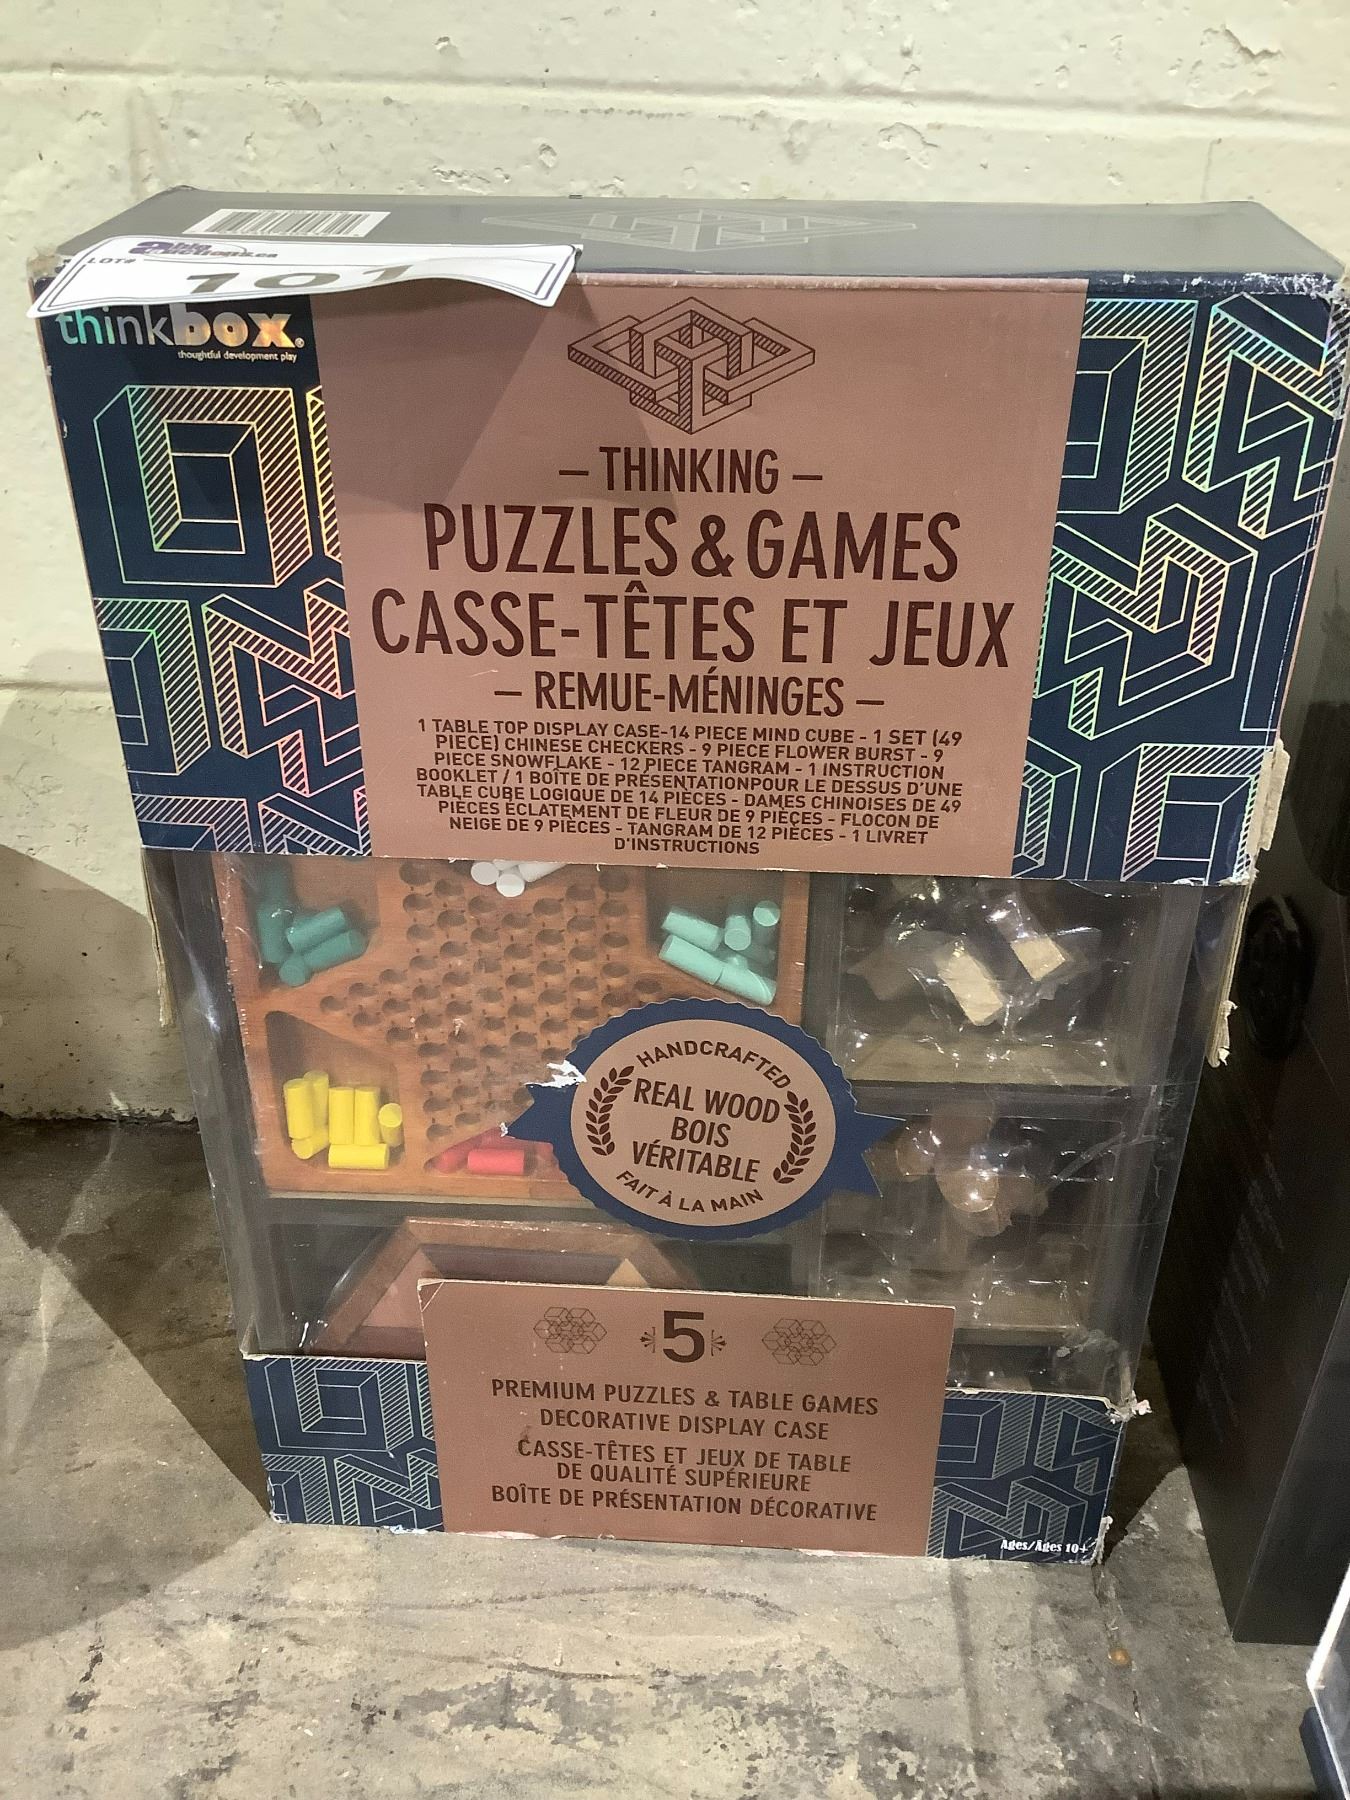 LOT#
101
thinkbox®
thoughtful development play
– THINKING –
PUZZLES & GAMES
CASSE-TÊTES ET JEUX
– REMUE-MÉNINGES –
1 TABLE TOP DISPLAY CASE-14 PIECE MIND CUBE - 1 SET (49
PIECE) CHINESE CHECKERS - 9 PIECE FLOWER BURST - 9
PIECE SNOWFLAKE - 12 PIECE TANGRAM - 1 INSTRUCTION
BOOKLET / 1 BOÎTE DE PRÉSENTATIONPOUR LE DESSUS D'UNE
TABLE CUBE LOGIQUE DE 14 PIÈCES - DAMES CHINOISES DE 49
PIÈCES ÉCLATEMENT DE FLEUR DE 9 PIÈCES - FLOCON DE
NEIGE DE 9 PIÈCES - TANGRAM DE 12 PIÈCES - 1 LIVRET
D'INSTRUCTIONS
HANDCRAFTED
REAL WOOD
BOIS
VÉRITABLE
FAIT À LA MAIN
5
PREMIUM PUZZLES & TABLE GAMES
DECORATIVE DISPLAY CASE
CASSE-TÊTES ET JEUX DE TABLE
DE QUALITÉ SUPÉRIEURE
BOÎTE DE PRÉSENTATION DÉCORATIVE
Ages/Âges 10+